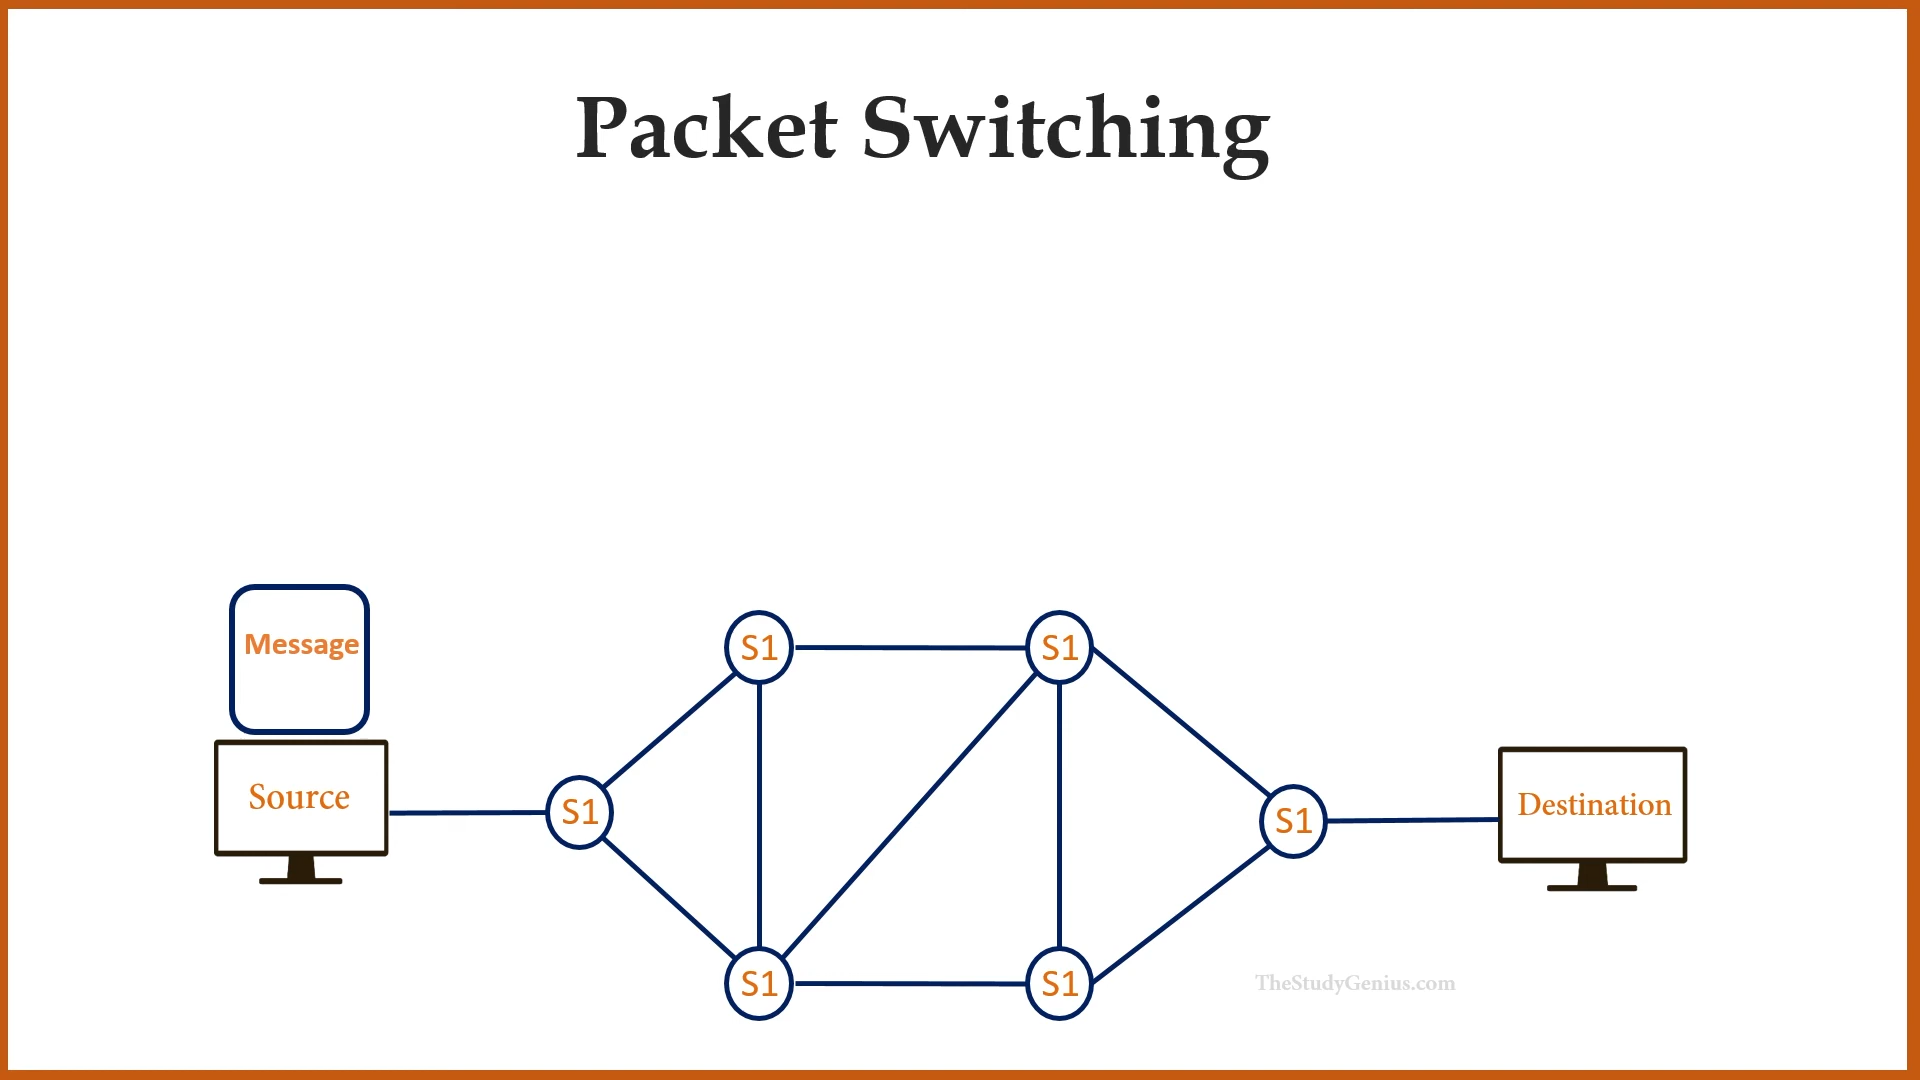 Packet Switching
Message
Source
S1
S1
S1
S1
S1
S1
Destination
TheStudyGenius.com